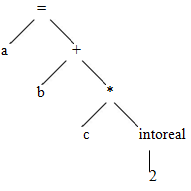 =
a +
b *
c intoreal
2